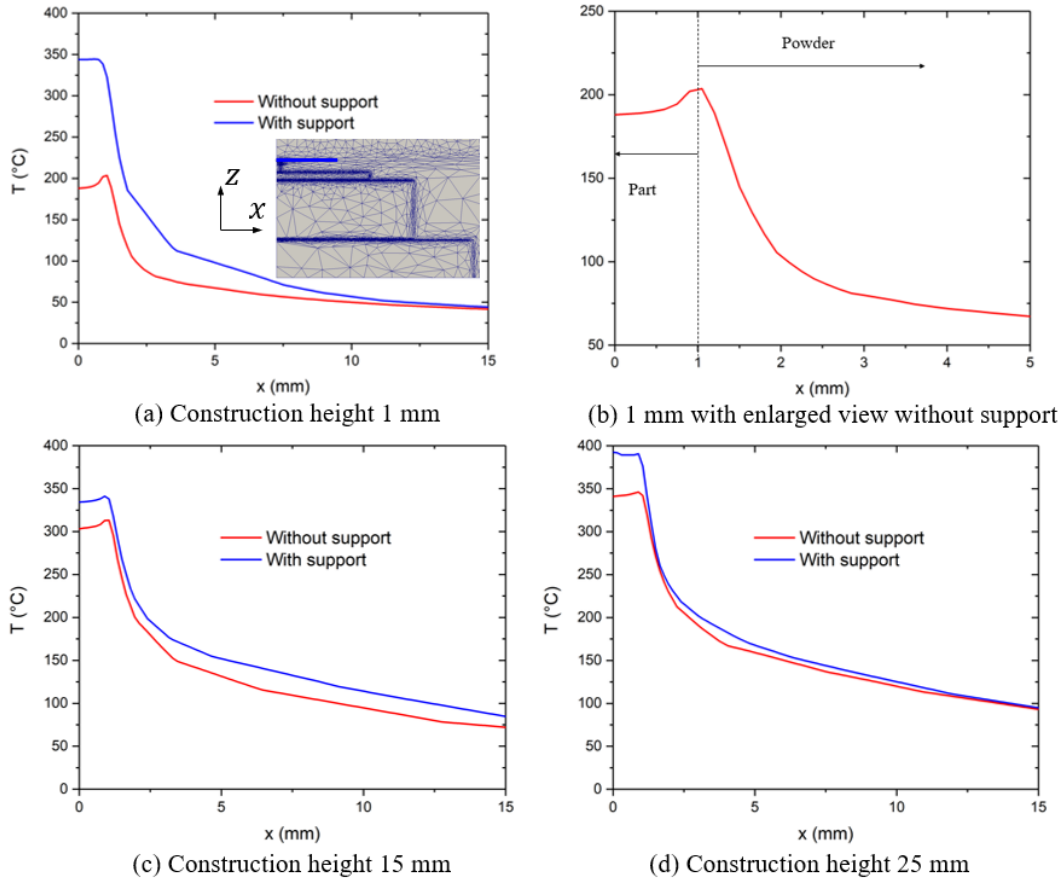 400
350
300
250
200
150
100
50
0
T (°C)
Without support
With support
z
x
0
5
10
15
x (mm)
(a) Construction height 1 mm
250
200
150
100
50
Powder
Part
0
1
2
3
4
5
x (mm)
(b) 1 mm with enlarged view without support
400
350
300
250
200
150
100
50
0
T (°C)
Without support
With support
0
5
10
15
x (mm)
(c) Construction height 15 mm
400
350
300
250
200
150
100
50
0
T (°C)
Without support
With support
0
5
10
15
x (mm)
(d) Construction height 25 mm